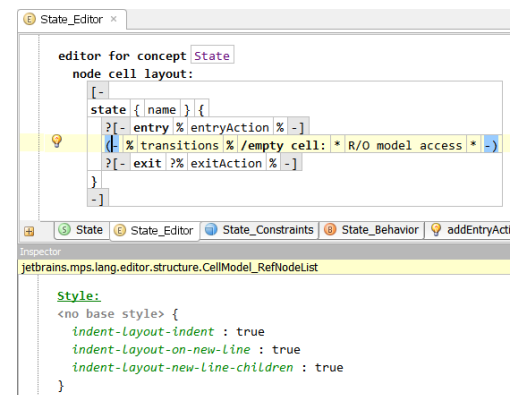 State_Editor ×
editor for concept State
node cell layout:
[-
state { name } {
?[- entry % entryAction % -]
(- % transitions % /empty cell: * R/O model access * -)
?[- exit ?% exitAction % -]
}
-]
S State E State_Editor State_Constraints B State_Behavior addEntryActi
Inspector
jetbrains.mps.lang.editor.structure.CellModel_RefNodeList
Style:
<no base style> {
indent-layout-indent : true
indent-layout-on-new-line : true
indent-layout-new-line-children : true
}